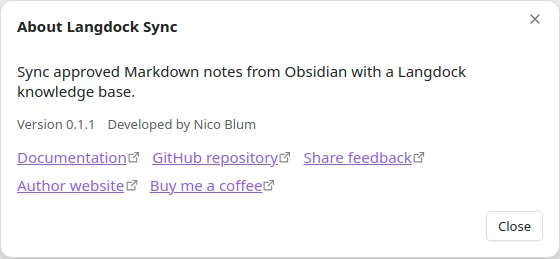 About Langdock Sync
Sync approved Markdown notes from Obsidian with a Langdock
knowledge base.
Version 0.1.1 Developed by Nico Blum
Documentation GitHub repository Share feedback
Author website Buy me a coffee
Close